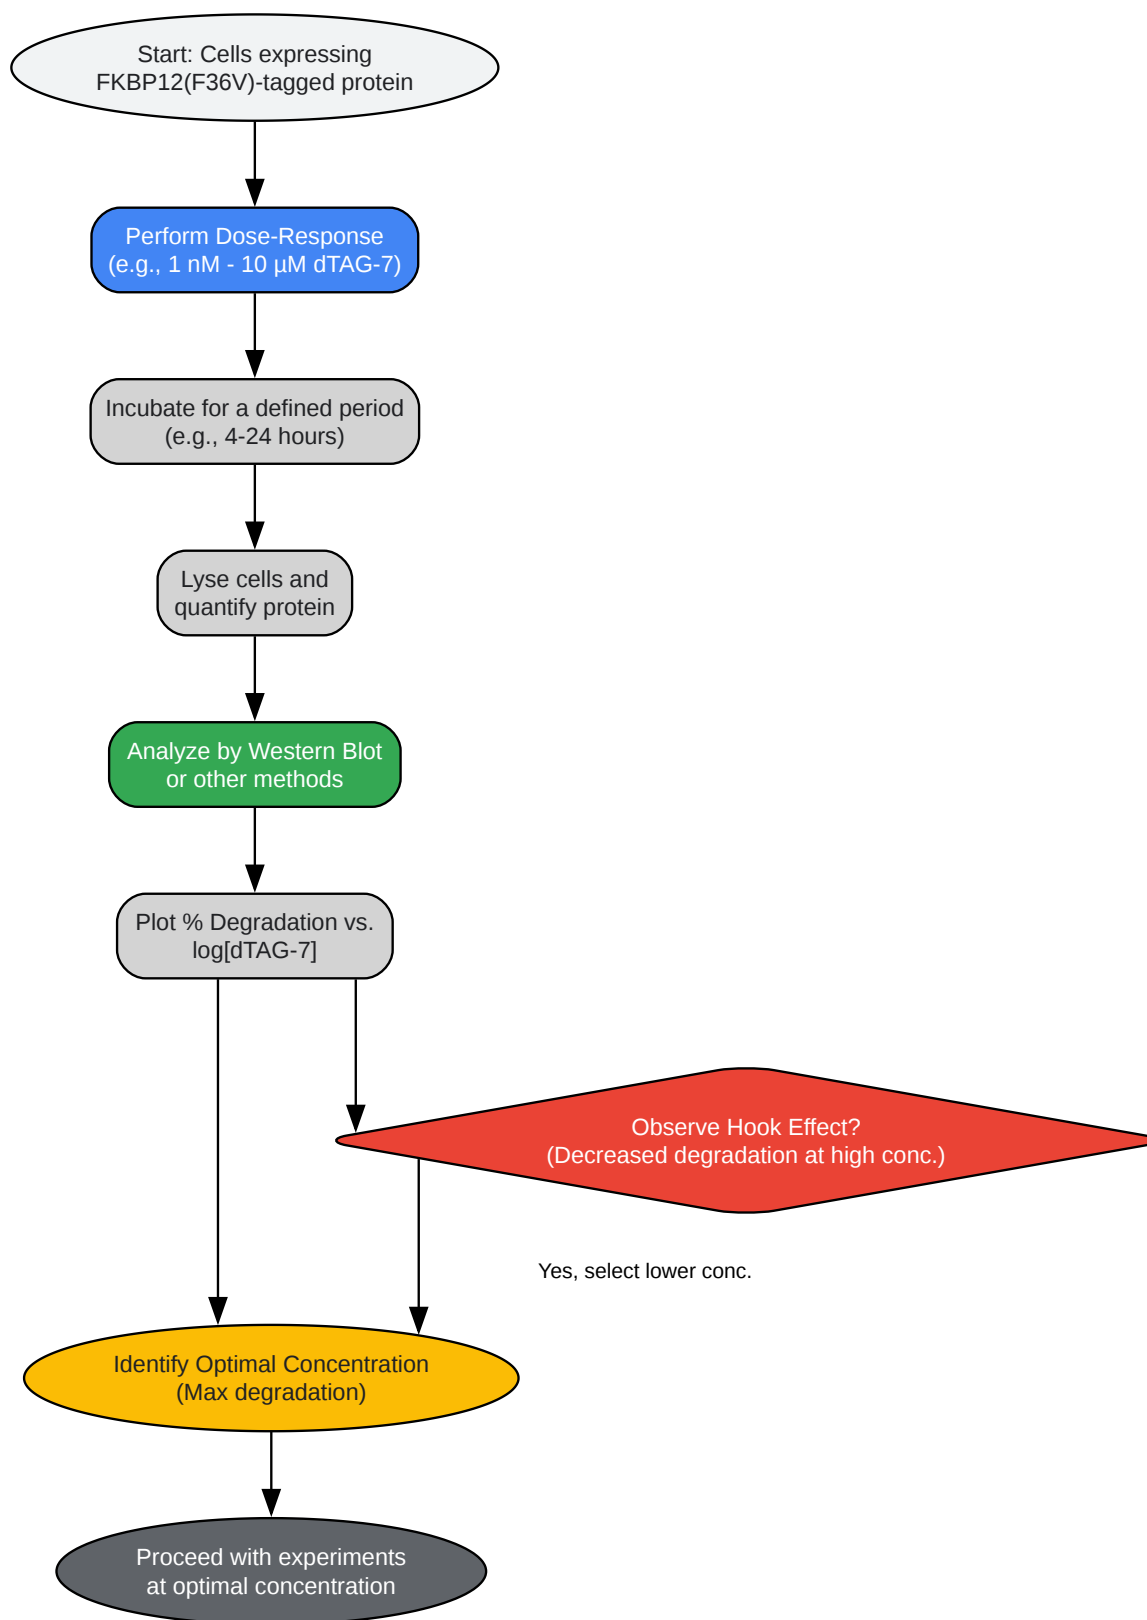 Start: Cells expressing
FKBP12(F36V)-tagged protein
Perform Dose-Response
(e.g., 1 nM - 10 µM dTAG-7)
Incubate for a defined period
(e.g., 4-24 hours)
Lyse cells and
quantify protein
Analyze by Western Blot
or other methods
Plot % Degradation vs.
log[dTAG-7]
Observe Hook Effect?
(Decreased degradation at high conc.)
Yes, select lower conc.
Identify Optimal Concentration
(Max degradation)
Proceed with experiments
at optimal concentration